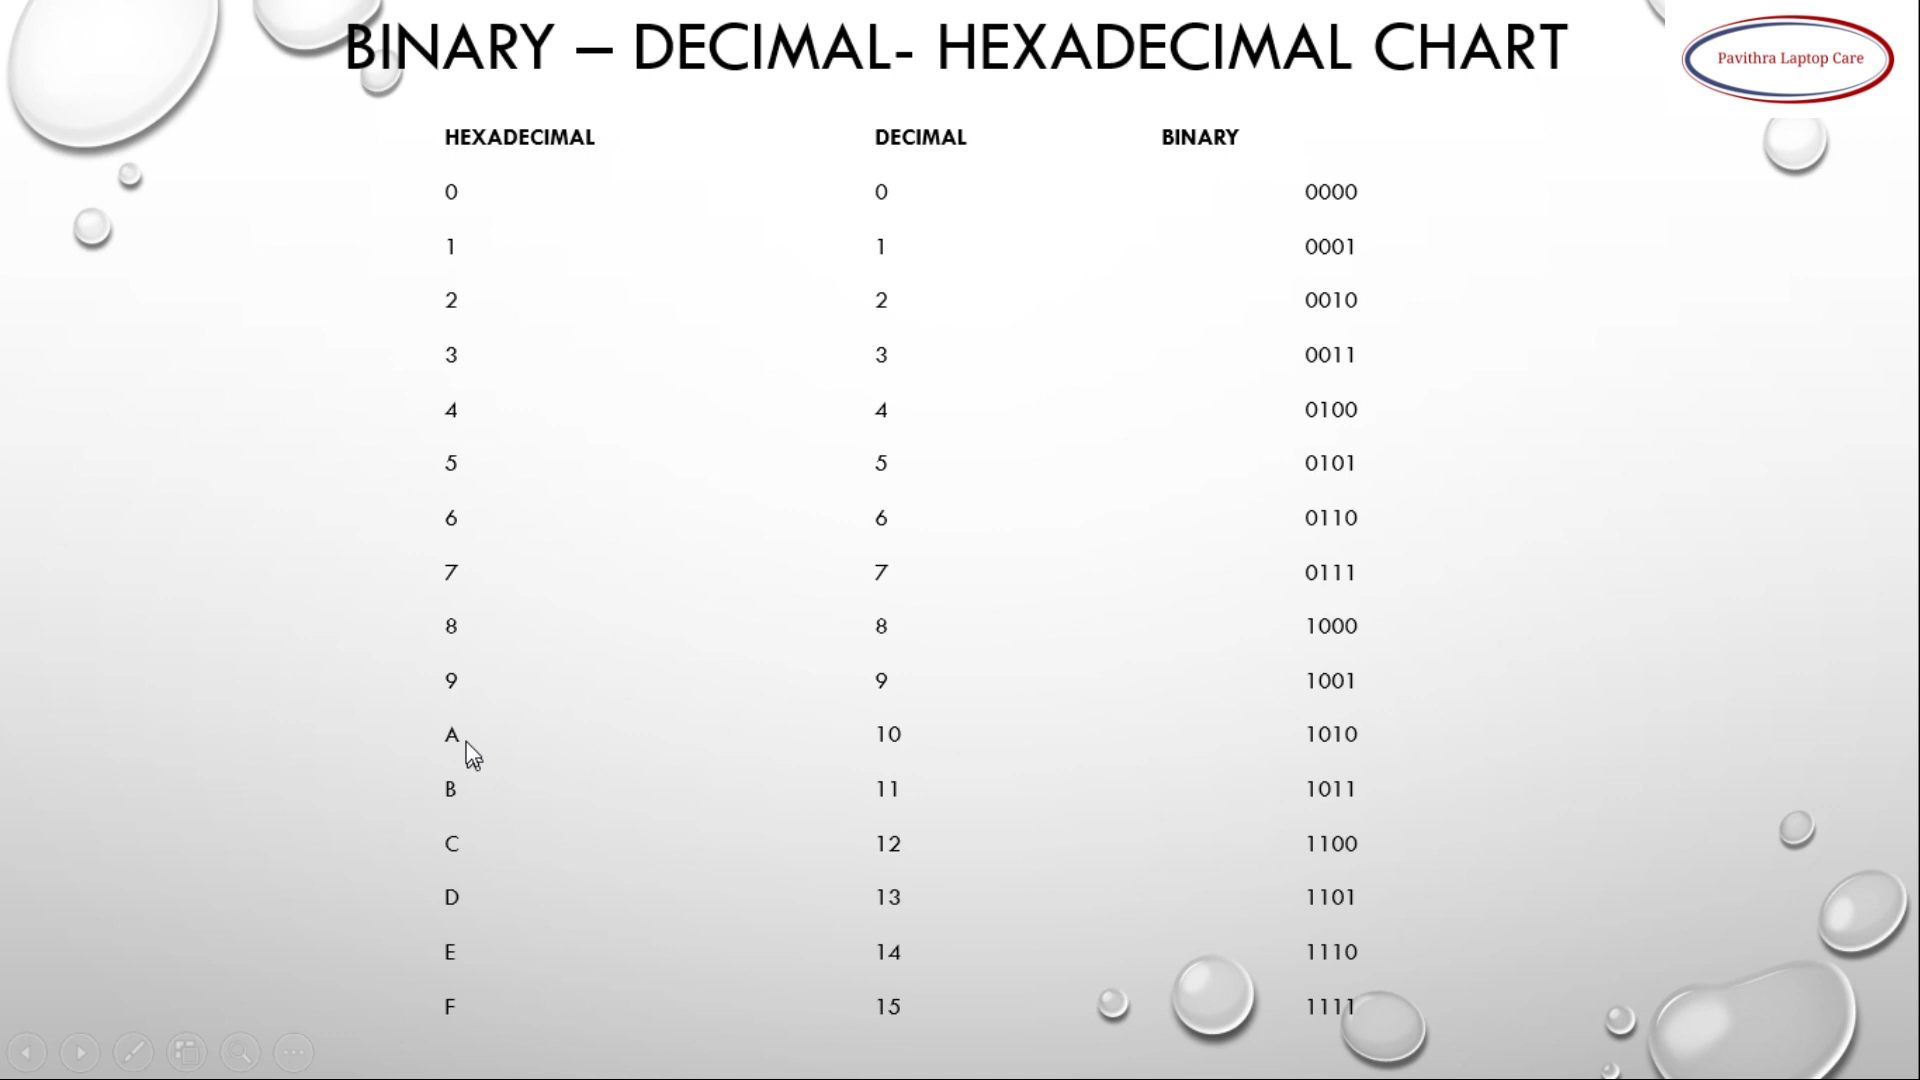 BINARY – DECIMAL- HEXADECIMAL CHART
Pavithra Laptop Care
HEXADECIMAL DECIMAL BINARY
0 0 0000
1 1 0001
2 2 0010
3 3 0011
4 4 0100
5 5 0101
6 6 0110
7 7 0111
8 8 1000
9 9 1001
A 10 1010
B 11 1011
C 12 1100
D 13 1101
E 14 1110
F 15 1111